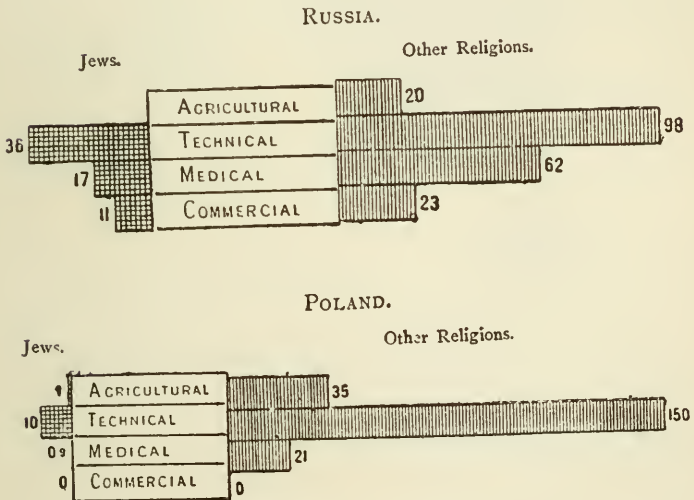 RUSSIA.
Jews. Other Religions.
AGRICULTURAL 20
36 TECHNICAL 98
17 MEDICAL 62
11 COMMERCIAL 23
POLAND.
Jews. Other Religions.
1 AGRICULTURAL 35
10 TECHNICAL 150
09 MEDICAL 21
0 COMMERCIAL 0